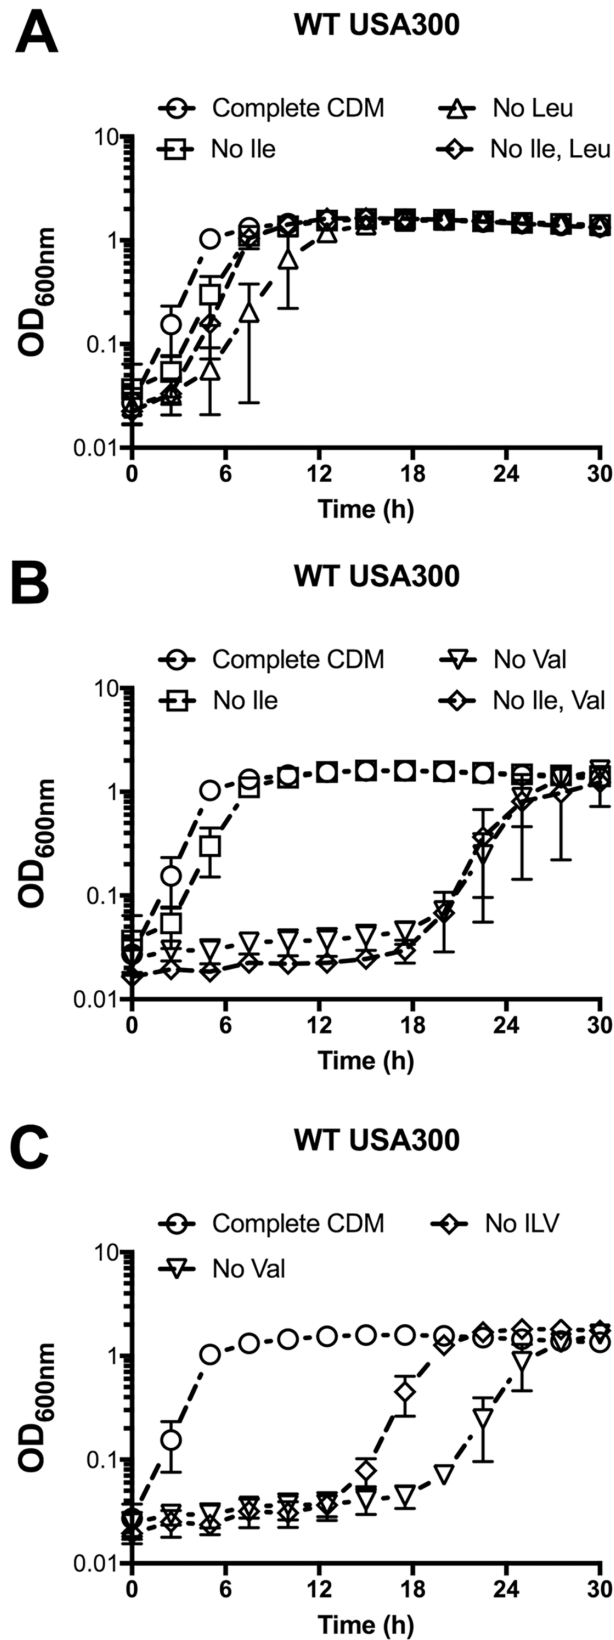 A
WT USA300
Complete CDM
No Leu
No Ile
No Ile, Leu
10
1
0.1
0.01
OD600nm
0 6 12 18 24 30
Time (h)
B
WT USA300
Complete CDM
No Val
No Ile
No Ile, Val
10
1
0.1
0.01
OD600nm
0 6 12 18 24 30
Time (h)
C
WT USA300
Complete CDM
No ILV
No Val
10
1
0.1
0.01
OD600nm
0 6 12 18 24 30
Time (h)